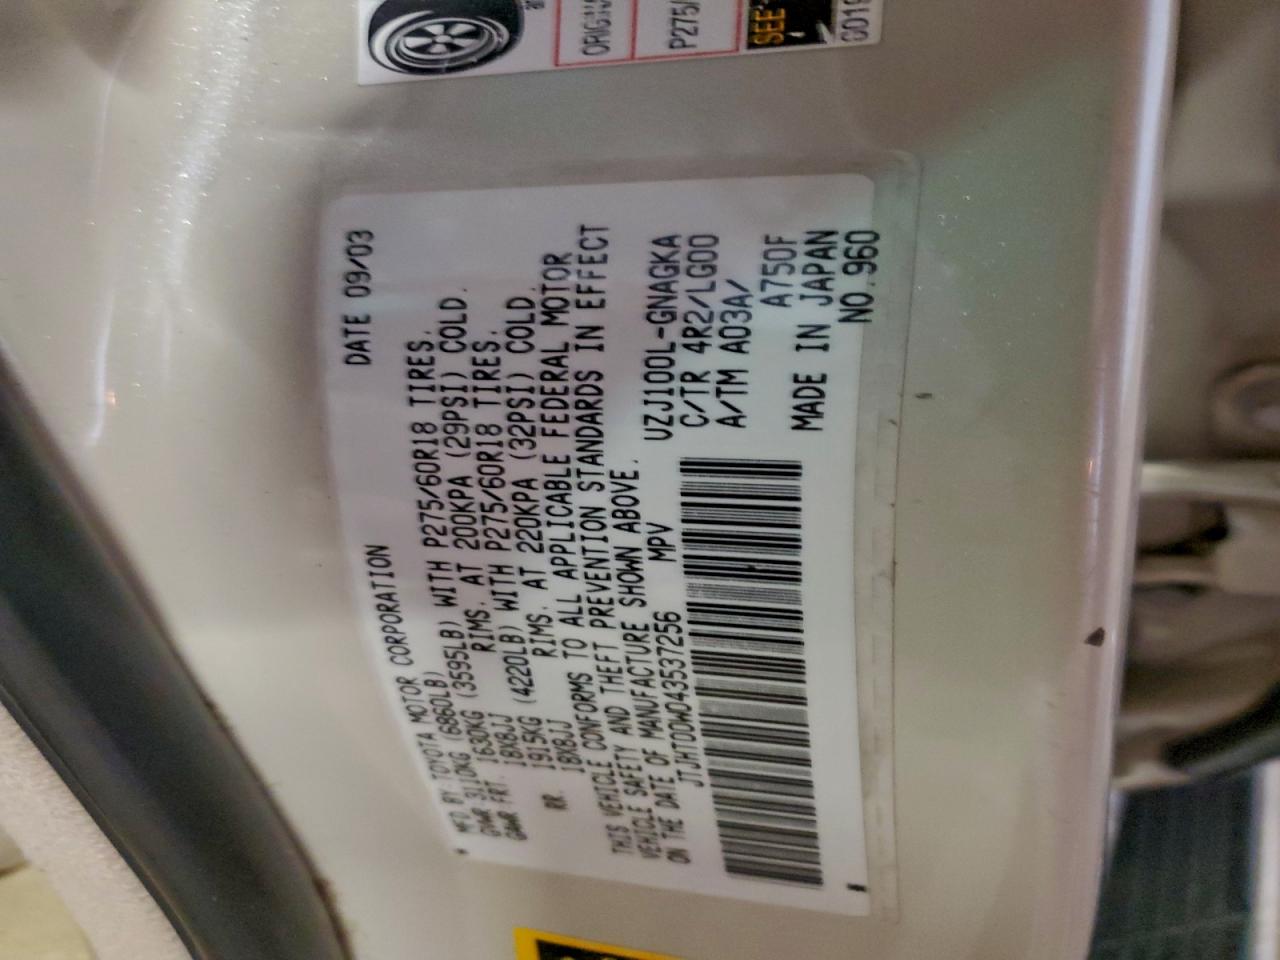 MFD BY TOYOTA MOTOR CORPORATION DATE 09/03
GVWR 3110KG (6860LB)
GAWR FRT. 1630KG (3595LB) WITH P275/60R18 TIRES.
18X8JJ RIMS. AT 200KPA (29PSI) COLD.
RR. 1915KG (4220LB) WITH P275/60R18 TIRES.
18X8JJ RIMS. AT 220KPA (32PSI) COLD.
THIS VEHICLE CONFORMS TO ALL APPLICABLE FEDERAL MOTOR
VEHICLE SAFETY AND THEFT PREVENTION STANDARDS IN EFFECT
ON THE DATE OF MANUFACTURE SHOWN ABOVE.
JTJHT00W043537256 MPV
UZJ100L-GNAGKA
C/TR 4R2/LG00
A/TM A03A/
A750F
MADE IN JAPAN
NO.960
P275/
SEE